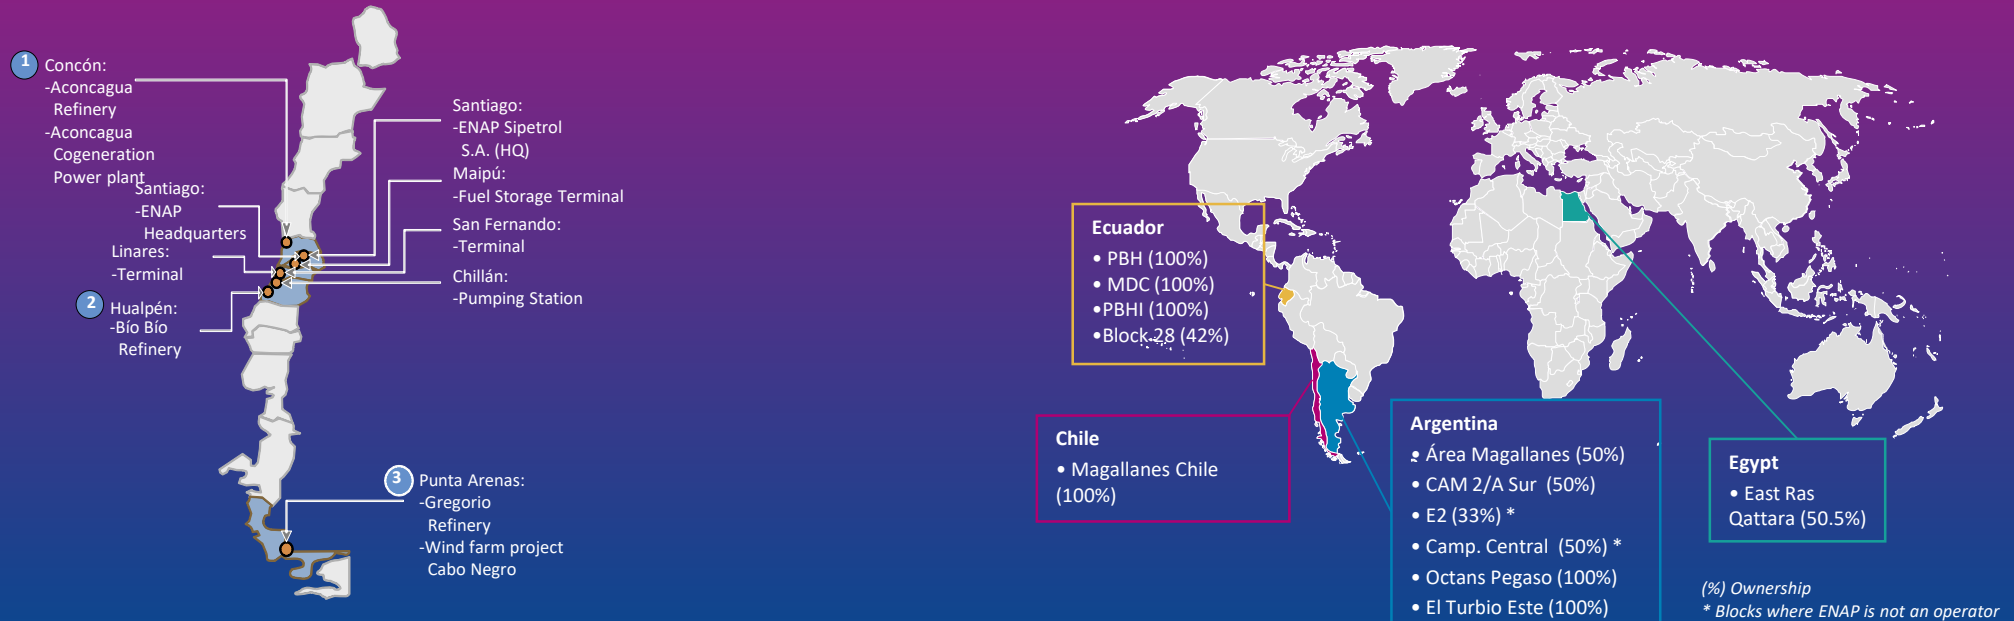 1
Concón:
-Aconcagua
Refinery
-Aconcagua
Cogeneration
Power plant
Santiago:
-ENAP
Headquarters
Linares:
-Terminal
2
Hualpén:
-Bío Bío
Refinery
Santiago:
-ENAP Sipetrol
S.A. (HQ)
Maipú:
-Fuel Storage Terminal
San Fernando:
-Terminal
Chillán:
-Pumping Station
3
Punta Arenas:
-Gregorio
Refinery
-Wind farm project
Cabo Negro
Ecuador
• PBH (100%)
• MDC (100%)
•PBHI (100%)
•Block 28 (42%)
Chile
• Magallanes Chile
(100%)
Argentina
• Área Magallanes (50%)
• CAM 2/A Sur (50%)
• E2 (33%) *
• Camp. Central (50%) *
• Octans Pegaso (100%)
• El Turbio Este (100%)
Egypt
• East Ras
Qattara (50.5%)
(%) Ownership
* Blocks where ENAP is not an operator